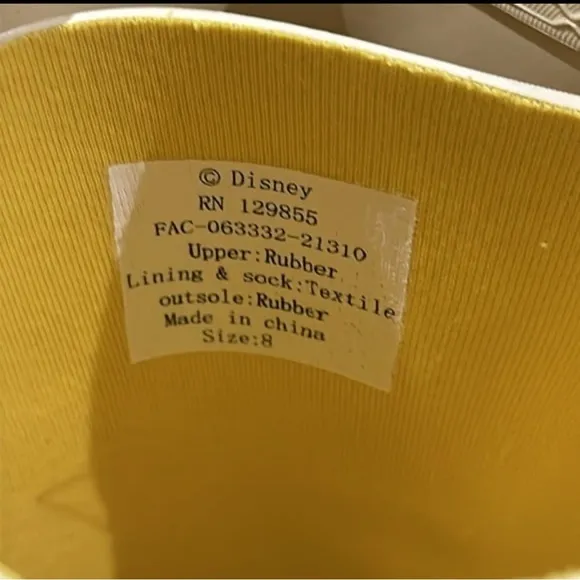 © Disney
RN 129855
FAC-063332-21310
Upper:Rubber
Lining & sock:Textile
outsole:Rubber
Made in china
Size:8